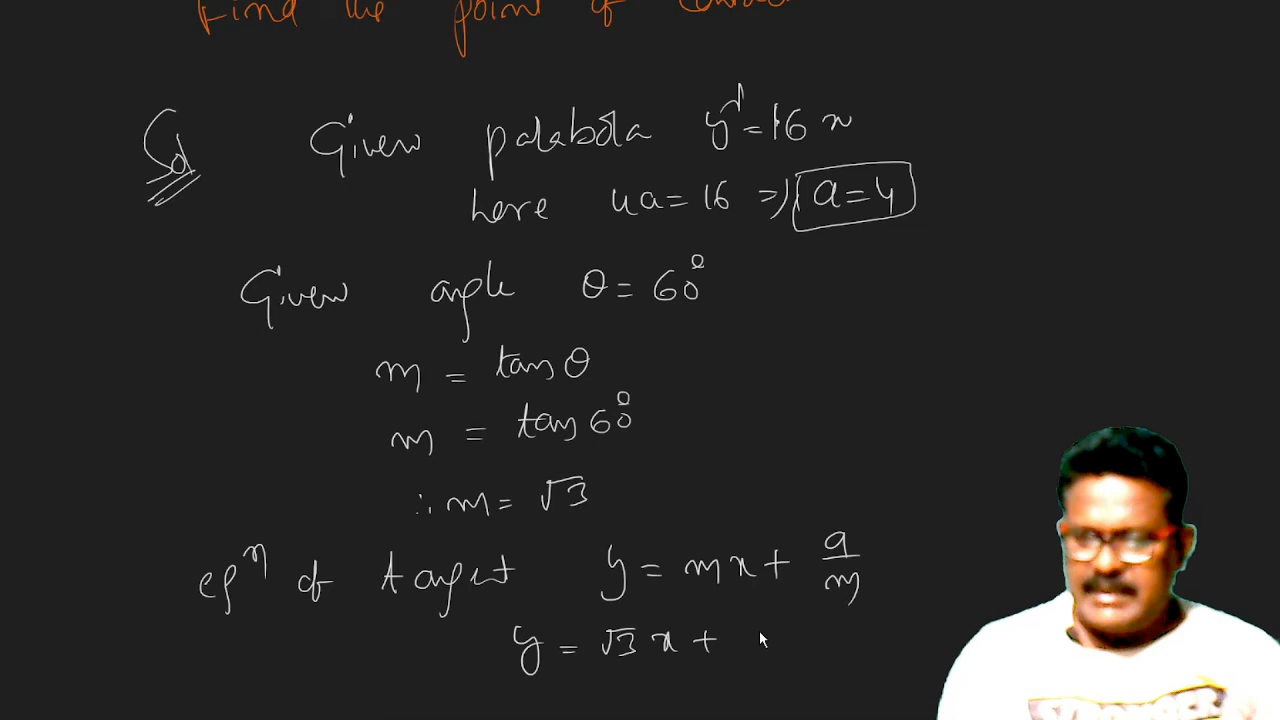 Find the point of contact
Sol Given parabola y²=16x
here 4a=16 ⇒ a=4
Given angle θ=60°
m = tanθ
m = tan60°
∴m=√3
eqⁿ of tangent y=mx+a/m
y=√3x+